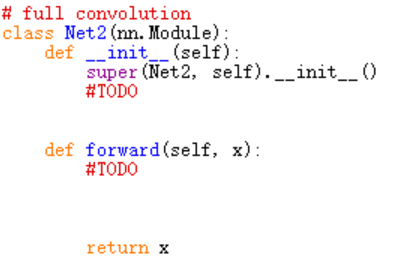 # full convolution
class Net2(nn.Module):
    def __init__(self):
        super(Net2, self).__init__()
        #TODO
    def forward(self, x):
        #TODO
        return x